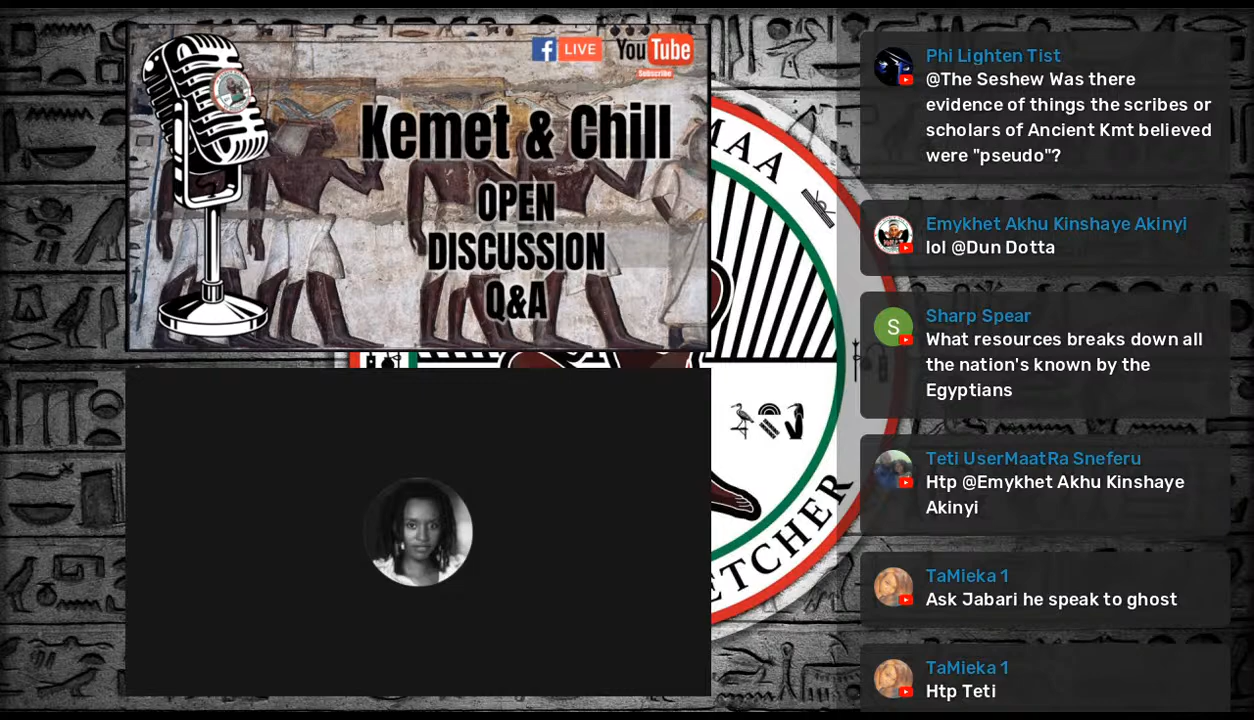 LIVE
YouTube
Subscribe
Kemet & Chill
OPEN
DISCUSSION
Q&A
MAA
ETCHER
Phi Lighten Tist
@The Seshew Was there
evidence of things the scribes or
scholars of Ancient Kmt believed
were "pseudo"?
Emykhet Akhu Kinshaye Akinyi
lol @Dun Dotta
S
Sharp Spear
What resources breaks down all
the nation's known by the
Egyptians
Teti UserMaatRa Sneferu
Htp @Emykhet Akhu Kinshaye
Akinyi
TaMieka 1
Ask Jabari he speak to ghost
TaMieka 1
Htp Teti